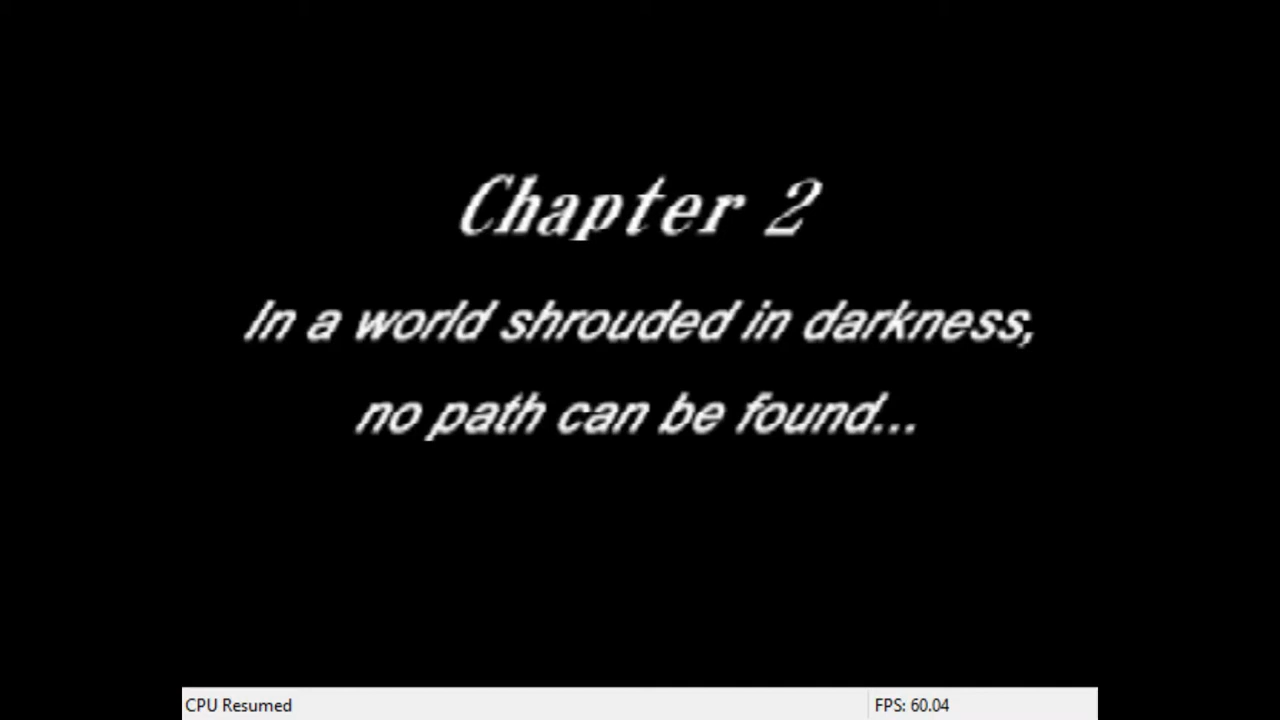 Chapter 2
In a world shrouded in darkness,
no path can be found...
CPU Resumed FPS: 60.04